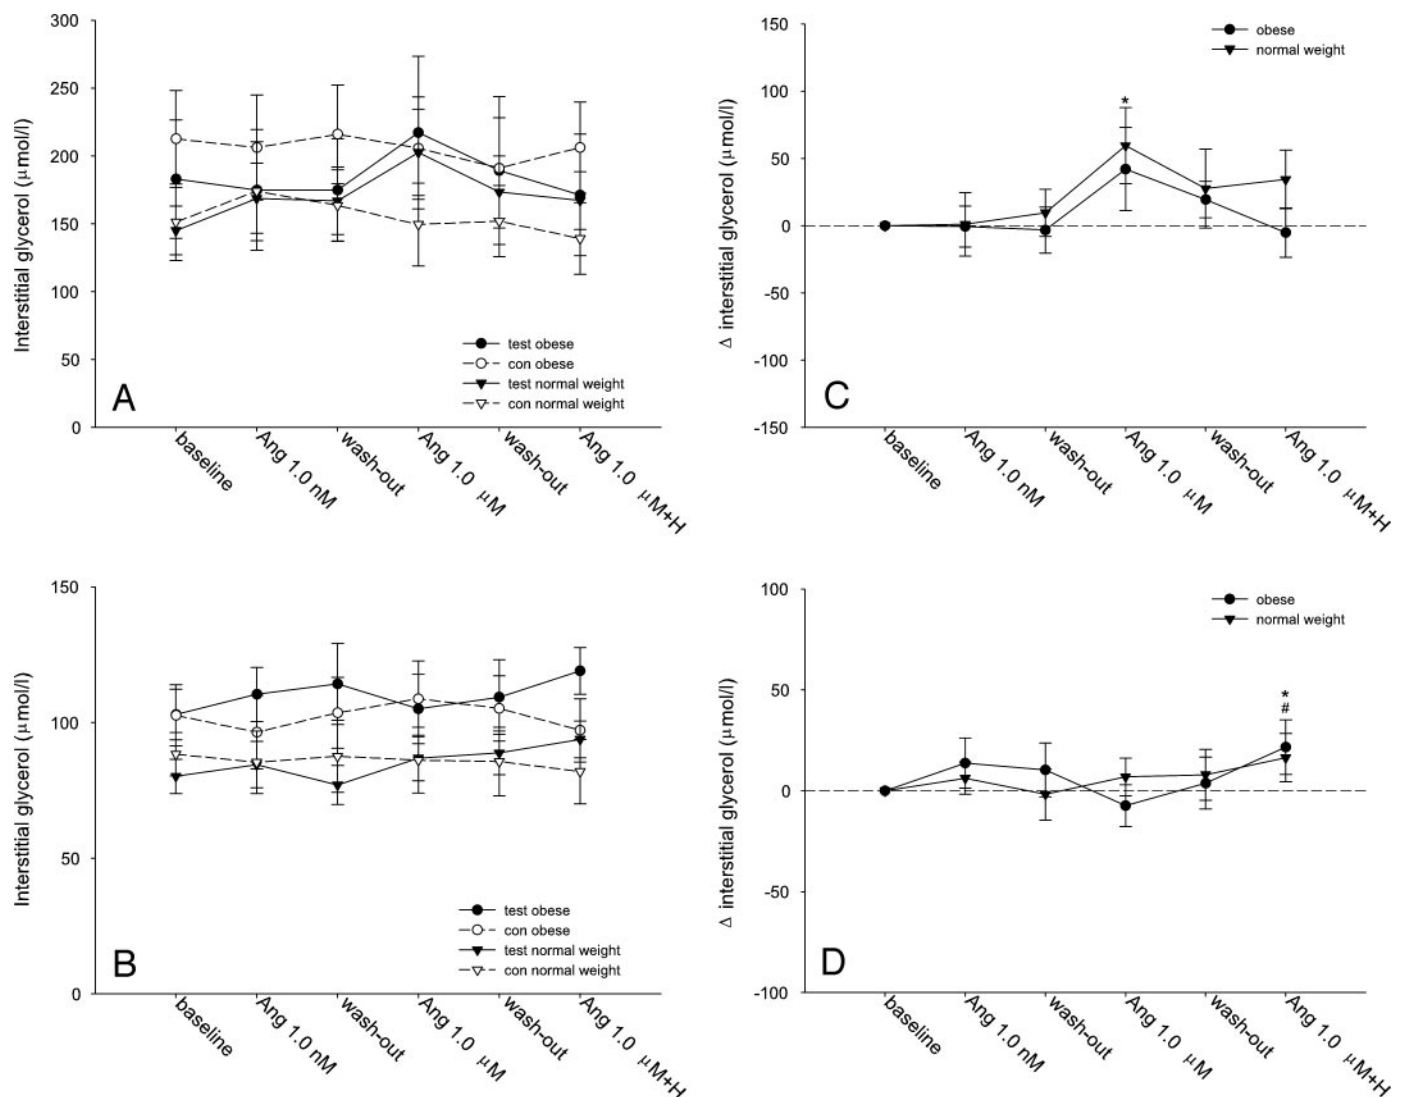 300
250
200
150
100
50
0
Interstitial glycerol (μmol/l)
test obese
con obese
test normal weight
con normal weight
A
baseline
Ang 1.0 nM
wash-out
Ang 1.0 μM
wash-out
Ang 1.0 μM+H
150
100
50
0
-50
-100
-150
Δ interstitial glycerol (μmol/l)
obese
normal weight
*
C
baseline
Ang 1.0 nM
wash-out
Ang 1.0 μM
wash-out
Ang 1.0 μM+H
150
100
50
0
Interstitial glycerol (μmol/l)
test obese
con obese
test normal weight
con normal weight
B
baseline
Ang 1.0 nM
wash-out
Ang 1.0 μM
wash-out
Ang 1.0 μM+H
100
50
0
-50
-100
Δ interstitial glycerol (μmol/l)
obese
normal weight
*
#
D
baseline
Ang 1.0 nM
wash-out
Ang 1.0 μM
wash-out
Ang 1.0 μM+H